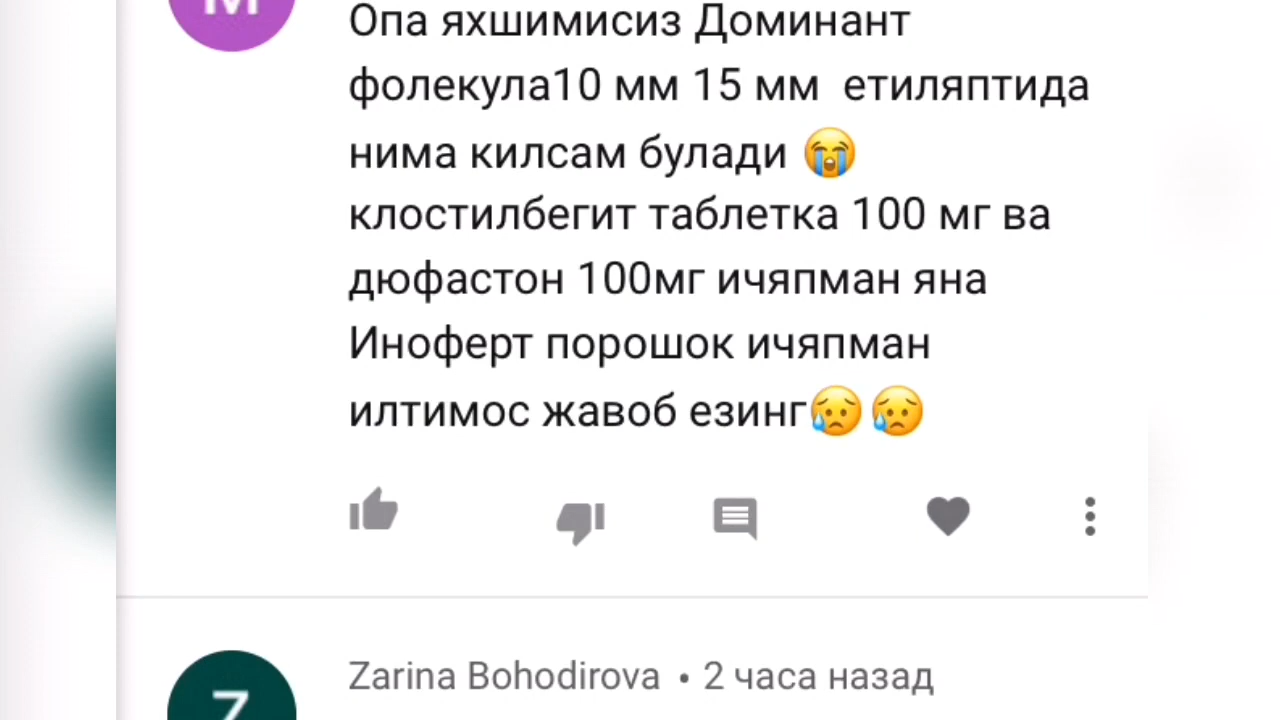 М
Опа яхшимисиз Доминант
фолекула10 мм 15 мм етиляптида
нима килсам булади 😭
клостилбегит таблетка 100 мг ва
дюфастон 100мг ичяпман яна
Иноферт порошок ичяпман
илтимос жавоб езинг😥😥
Zarina Bohodirova • 2 часа назад
Z